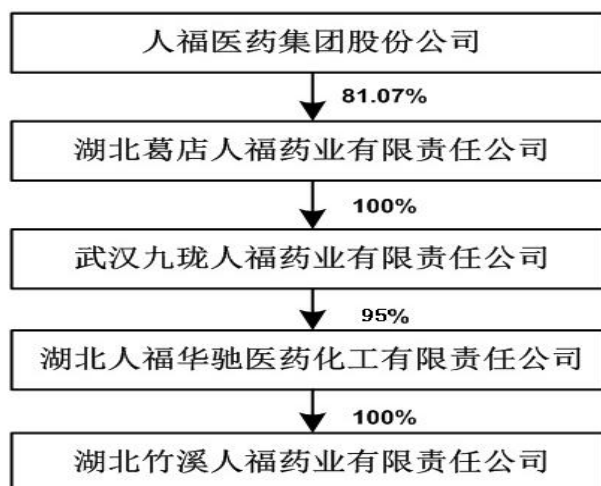 人福医药集团股份公司
81.07%
湖北葛店人福药业有限责任公司
100%
武汉九珑人福药业有限责任公司
95%
湖北人福华驰医药化工有限责任公司
100%
湖北竹溪人福药业有限责任公司